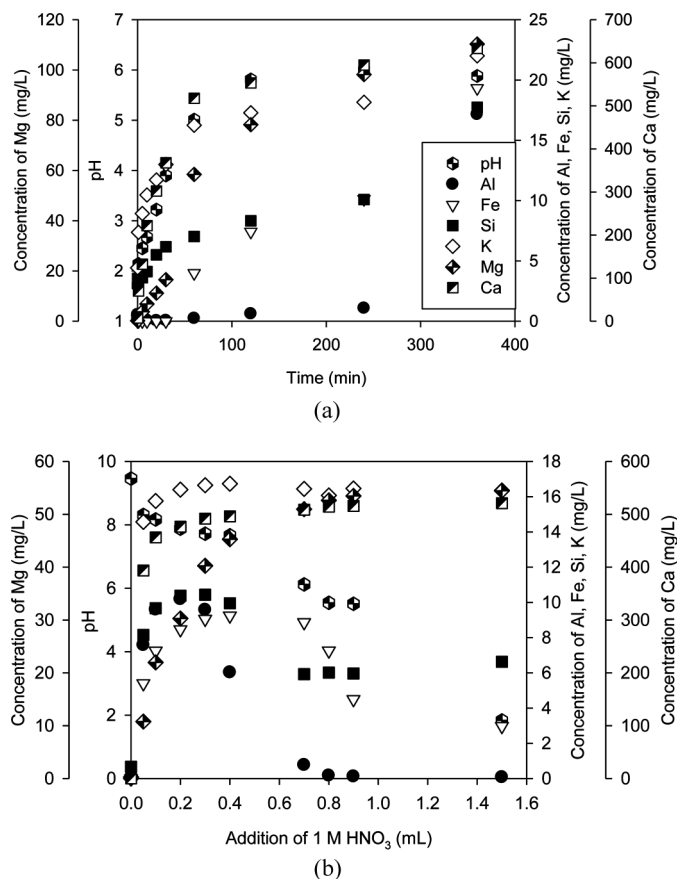 Concentration of Mg (mg/L)
120
100
80
60
40
20
0
pH
7
6
5
4
3
2
1
pH
Al
Fe
Si
K
Mg
Ca
25
20
15
10
5
0
Concentration of Al, Fe, Si, K (mg/L)
700
600
500
400
300
200
100
0
Concentration of Ca (mg/L)
0 100 200 300 400
Time (min)
(a)
Concentration of Mg (mg/L)
60
50
40
30
20
10
0
pH
10
8
6
4
2
0
18
16
14
12
10
8
6
4
2
0
Concentration of Al, Fe, Si, K (mg/L)
600
500
400
300
200
100
0
Concentration of Ca (mg/L)
0.0 0.2 0.4 0.6 0.8 1.0 1.2 1.4 1.6
Addition of 1 M HNO₃ (mL)
(b)